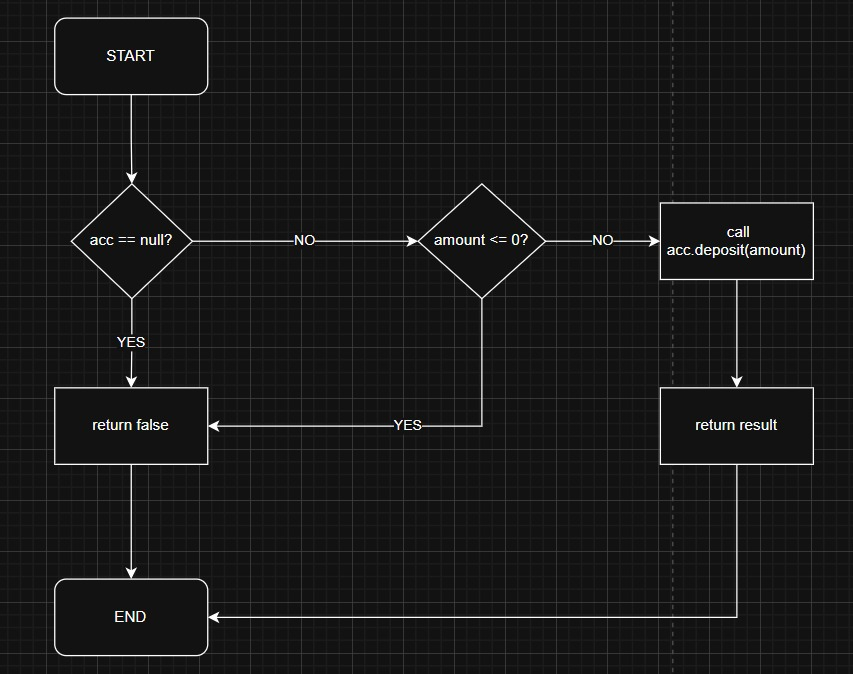 START
acc == null?
NO
amount <= 0?
NO
call
acc.deposit(amount)
YES
return false
YES
return result
END